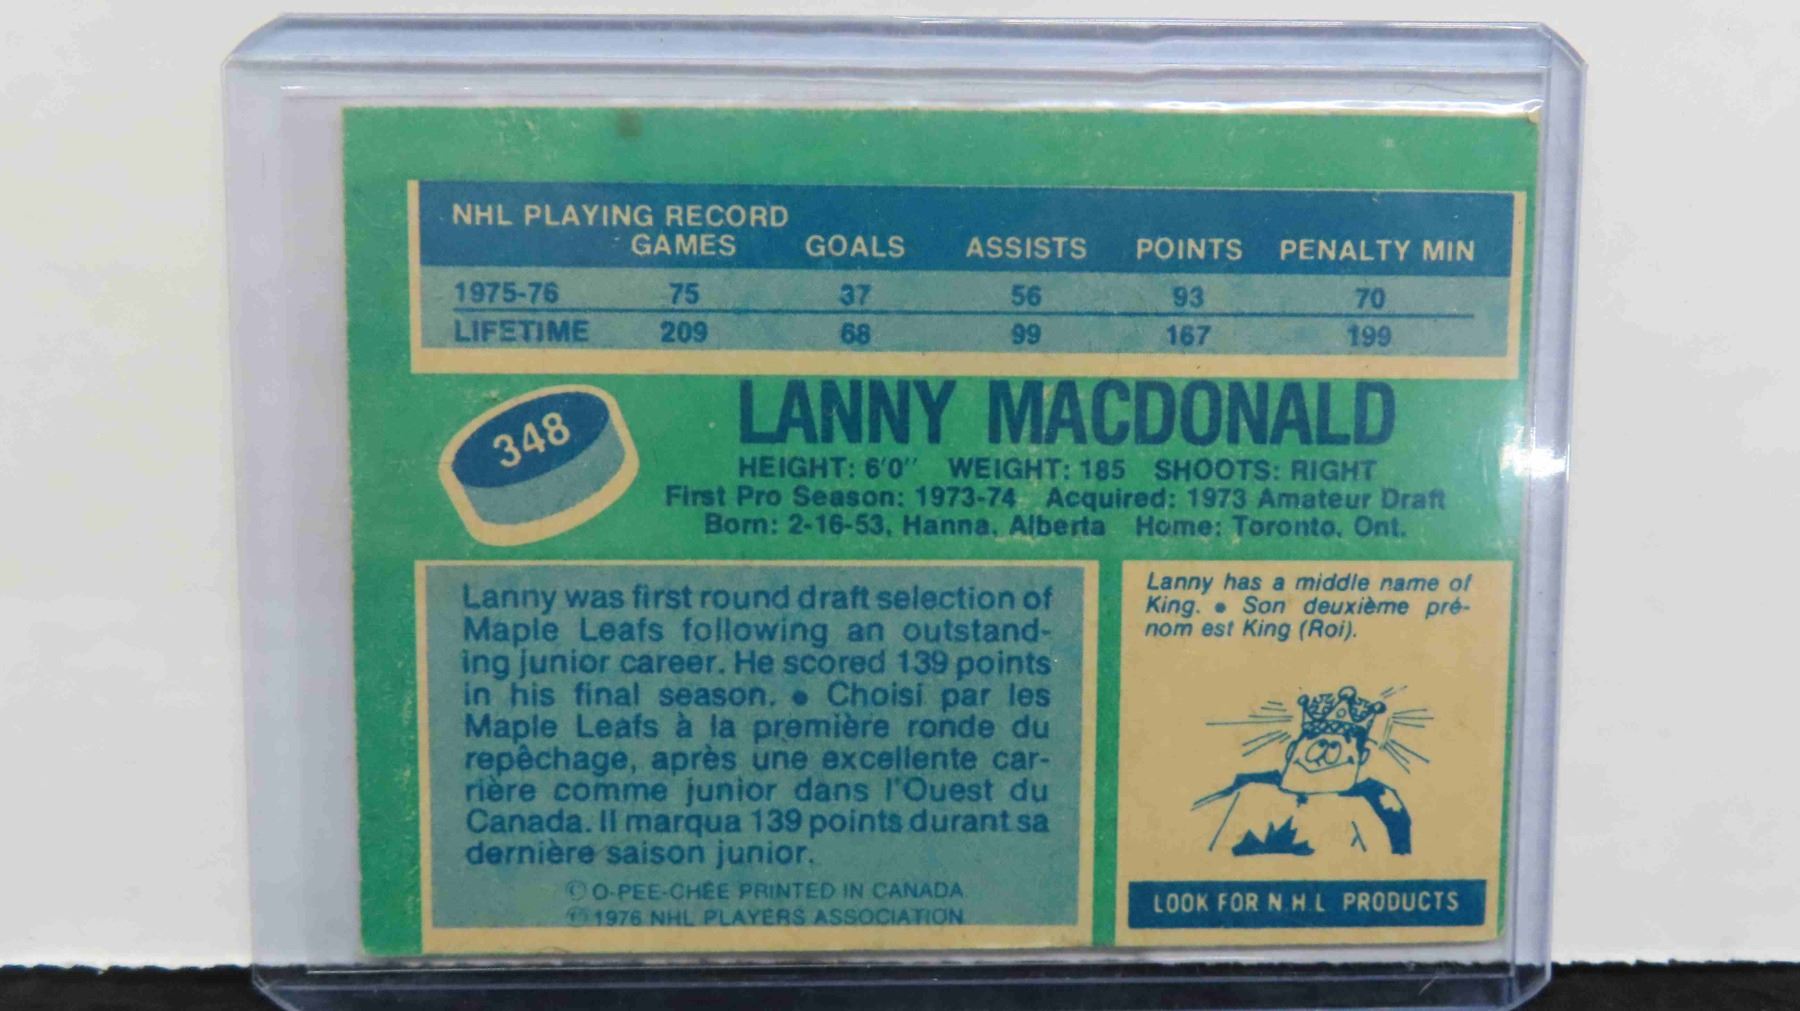 NHL PLAYING RECORD
GAMES GOALS ASSISTS POINTS PENALTY MIN
1975-76 75 37 56 93 70
LIFETIME 209 68 99 167 199
348
LANNY MACDONALD
HEIGHT: 6'0" WEIGHT: 185 SHOOTS: RIGHT
First Pro Season: 1973-74 Acquired: 1973 Amateur Draft
Born: 2-16-53, Hanna, Alberta Home: Toronto, Ont.
Lanny was first round draft selection of
Maple Leafs following an outstand-
ing junior career. He scored 139 points
in his final season. • Choisi par les
Maple Leafs à la première ronde du
repêchage, après une excellente car-
rière comme junior dans l'Ouest du
Canada. Il marqua 139 points durant sa
dernière saison junior.
© O-PEE-CHEE PRINTED IN CANADA
© 1976 NHL PLAYERS ASSOCIATION
Lanny has a middle name of
King. • Son deuxième pré-
nom est King (Roi).
LOOK FOR N.H.L PRODUCTS